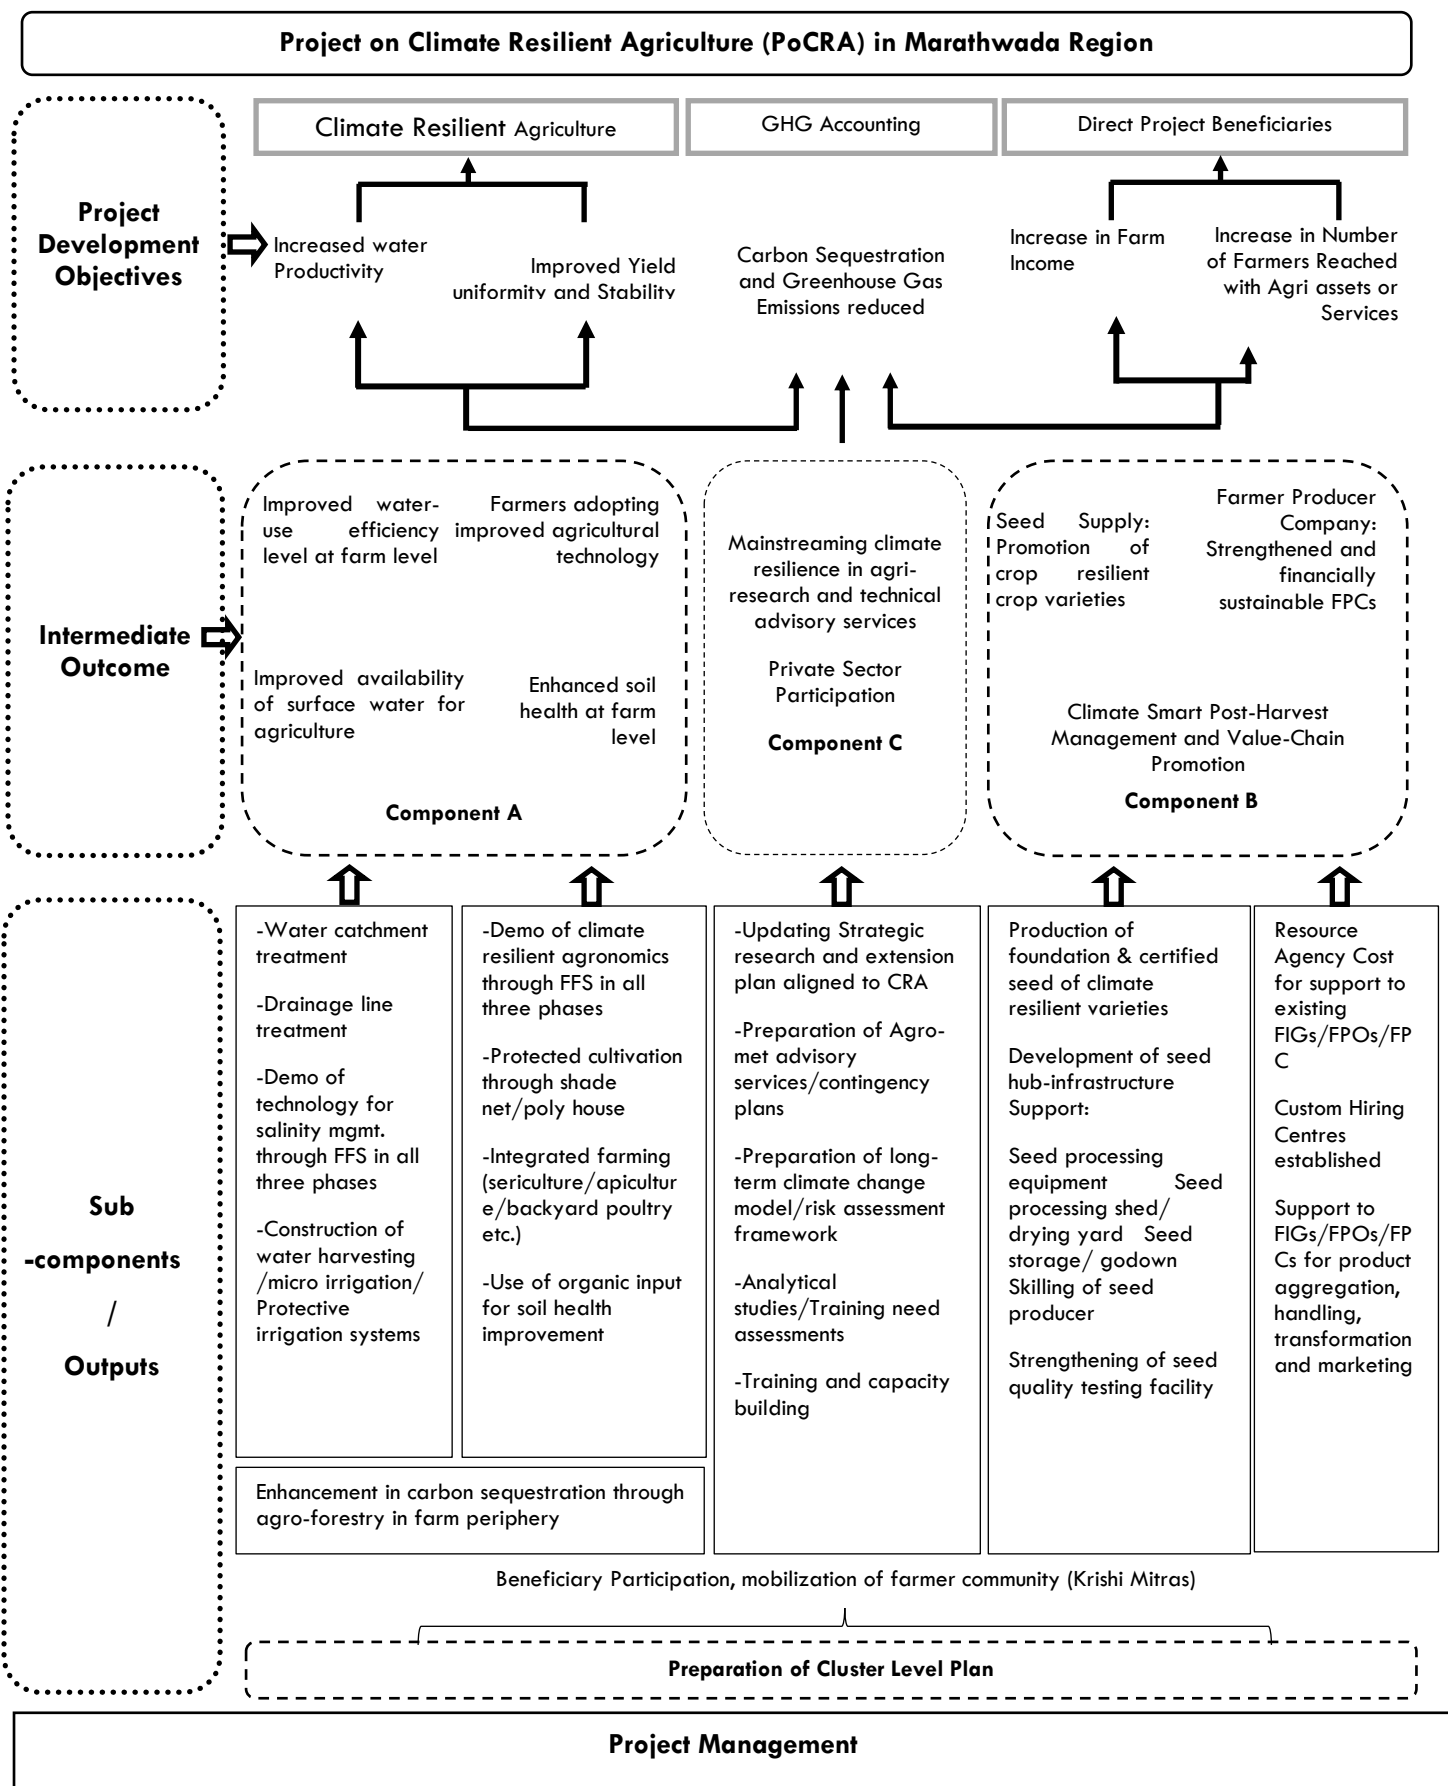 Project on Climate Resilient Agriculture (PoCRA) in Marathwada Region
Project
Development
Objectives
Climate Resilient Agriculture
GHG Accounting
Direct Project Beneficiaries
Increased water
Productivity
Improved Yield
uniformity and Stability
Carbon Sequestration
and Greenhouse Gas
Emissions reduced
Increase in Farm
Income
Increase in Number
of Farmers Reached
with Agri assets or
Services
Intermediate
Outcome
Improved water-
use efficiency
level at farm level
Farmers adopting
improved agricultural
technology
Improved availability
of surface water for
agriculture
Enhanced soil
health at farm
level
Component A
Mainstreaming climate
resilience in agri-
research and technical
advisory services
Private Sector
Participation
Component C
Seed Supply:
Promotion of
crop resilient
crop varieties
Farmer Producer
Company:
Strengthened and
financially
sustainable FPCs
Climate Smart Post-Harvest
Management and Value-Chain
Promotion
Component B
Sub
-components
/
Outputs
-Water catchment
treatment
-Drainage line
treatment
-Demo of
technology for
salinity mgmt.
through FFS in all
three phases
-Construction of
water harvesting
/micro irrigation/
Protective
irrigation systems
-Demo of climate
resilient agronomics
through FFS in all
three phases
-Protected cultivation
through shade
net/poly house
-Integrated farming
(sericulture/apicultur
e/backyard poultry
etc.)
-Use of organic input
for soil health
improvement
Enhancement in carbon sequestration through
agro-forestry in farm periphery
-Updating Strategic
research and extension
plan aligned to CRA
-Preparation of Agro-
met advisory
services/contingency
plans
-Preparation of long-
term climate change
model/risk assessment
framework
-Analytical
studies/Training need
assessments
-Training and capacity
building
Production of
foundation & certified
seed of climate
resilient varieties
Development of seed
hub-infrastructure
Support:
Seed processing
equipment Seed
processing shed/
drying yard Seed
storage/ godown
Skilling of seed
producer
Strengthening of seed
quality testing facility
Resource
Agency Cost
for support to
existing
FIGs/FPOs/FP
C
Custom Hiring
Centres
established
Support to
FIGs/FPOs/FP
Cs for product
aggregation,
handling,
transformation
and marketing
Beneficiary Participation, mobilization of farmer community (Krishi Mitras)
Preparation of Cluster Level Plan
Project Management